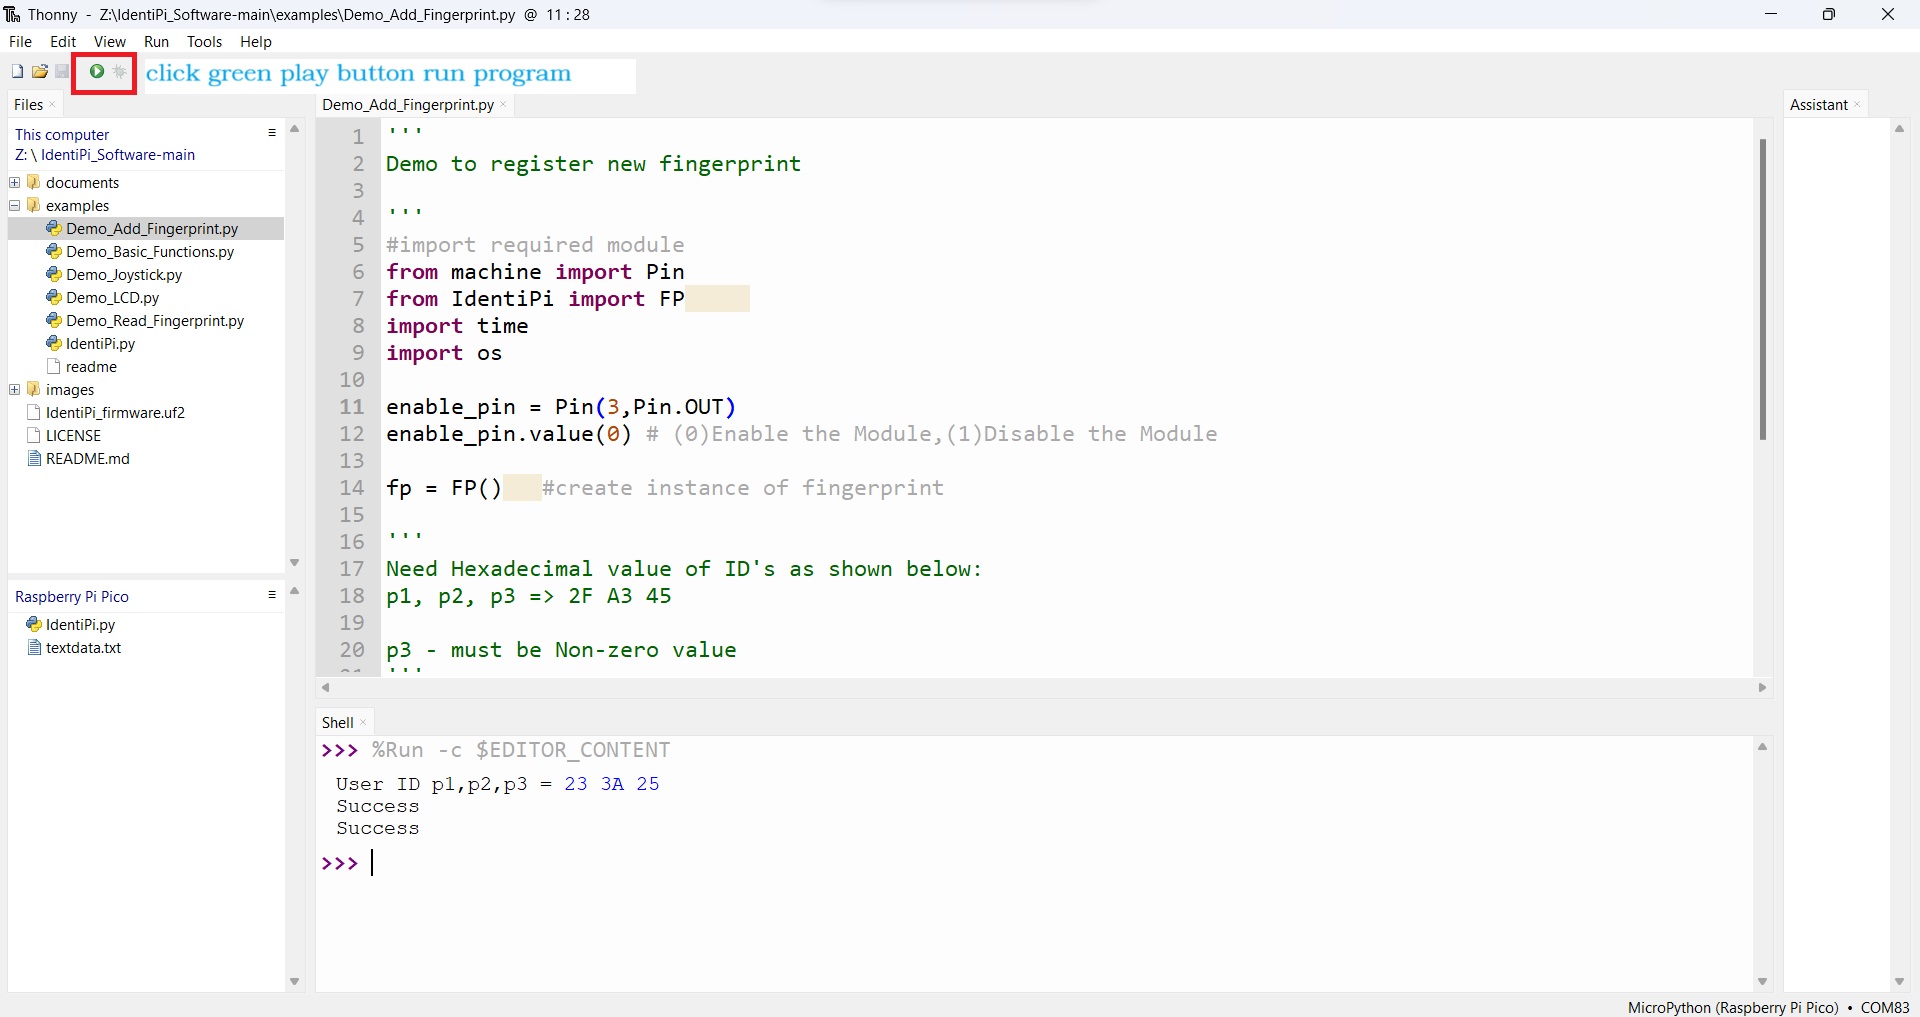 Thonny - Z:\IdentiPi_Software-main\examples\Demo_Add_Fingerprint.py @ 11 : 28
File Edit View Run Tools Help
click green play button run program
Files
This computer
Z: \ IdentiPi_Software-main
documents
examples
Demo_Add_Fingerprint.py
Demo_Basic_Functions.py
Demo_Joystick.py
Demo_LCD.py
Demo_Read_Fingerprint.py
IdentiPi.py
readme
images
IdentiPi_firmware.uf2
LICENSE
README.md
Raspberry Pi Pico
IdentiPi.py
textdata.txt
Demo_Add_Fingerprint.py
1 '''
2 Demo to register new fingerprint
3
4 '''
5 #import required module
6 from machine import Pin
7 from IdentiPi import FP
8 import time
9 import os
10
11 enable_pin = Pin(3,Pin.OUT)
12 enable_pin.value(0) # (0)Enable the Module,(1)Disable the Module
13
14 fp = FP() #create instance of fingerprint
15
16 '''
17 Need Hexadecimal value of ID's as shown below:
18 p1, p2, p3 => 2F A3 45
19
20 p3 - must be Non-zero value
21 '''
Shell
>>> %Run -c $EDITOR_CONTENT
User ID p1,p2,p3 = 23 3A 25
Success
Success
>>>
Assistant
MicroPython (Raspberry Pi Pico) • COM83